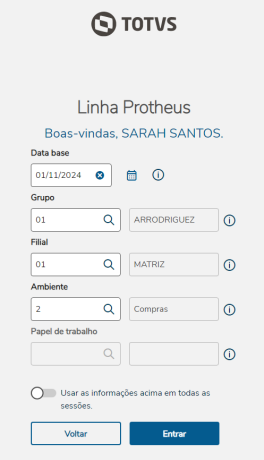 TOTVS
Linha Protheus
Boas-vindas, SARAH SANTOS.
Data base
01/11/2024
Grupo
01 ARRODRIGUEZ
Filial
01 MATRIZ
Ambiente
2 Compras
Papel de trabalho
Usar as informações acima em todas as
sessões.
Voltar Entrar